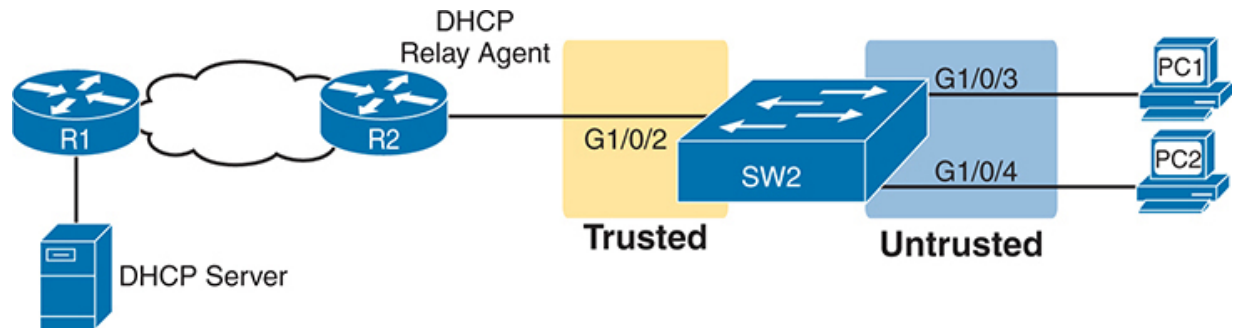 DHCP
Relay Agent
R1
R2
G1/0/2
SW2
G1/0/3
G1/0/4
PC1
PC2
Trusted
Untrusted
DHCP Server